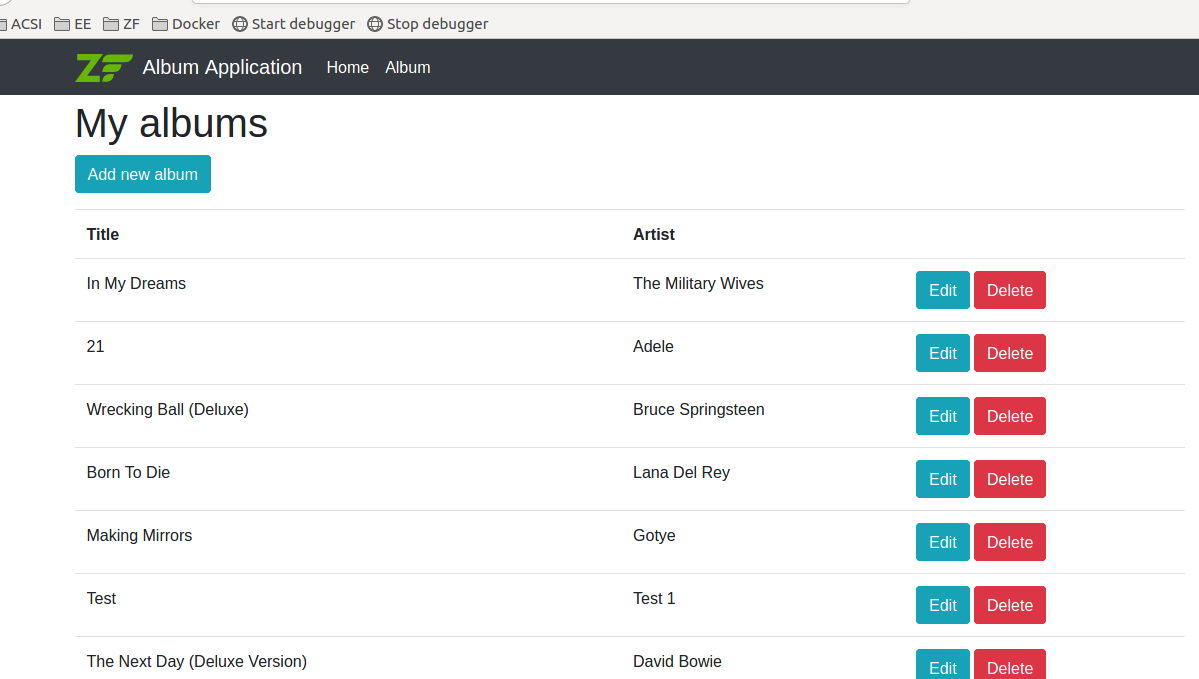 ACSI EE ZF Docker Start debugger Stop debugger
ZF Album Application Home Album
My albums
Add new album
Title Artist
In My Dreams The Military Wives Edit Delete
21 Adele Edit Delete
Wrecking Ball (Deluxe) Bruce Springsteen Edit Delete
Born To Die Lana Del Rey Edit Delete
Making Mirrors Gotye Edit Delete
Test Test 1 Edit Delete
The Next Day (Deluxe Version) David Bowie Edit Delete